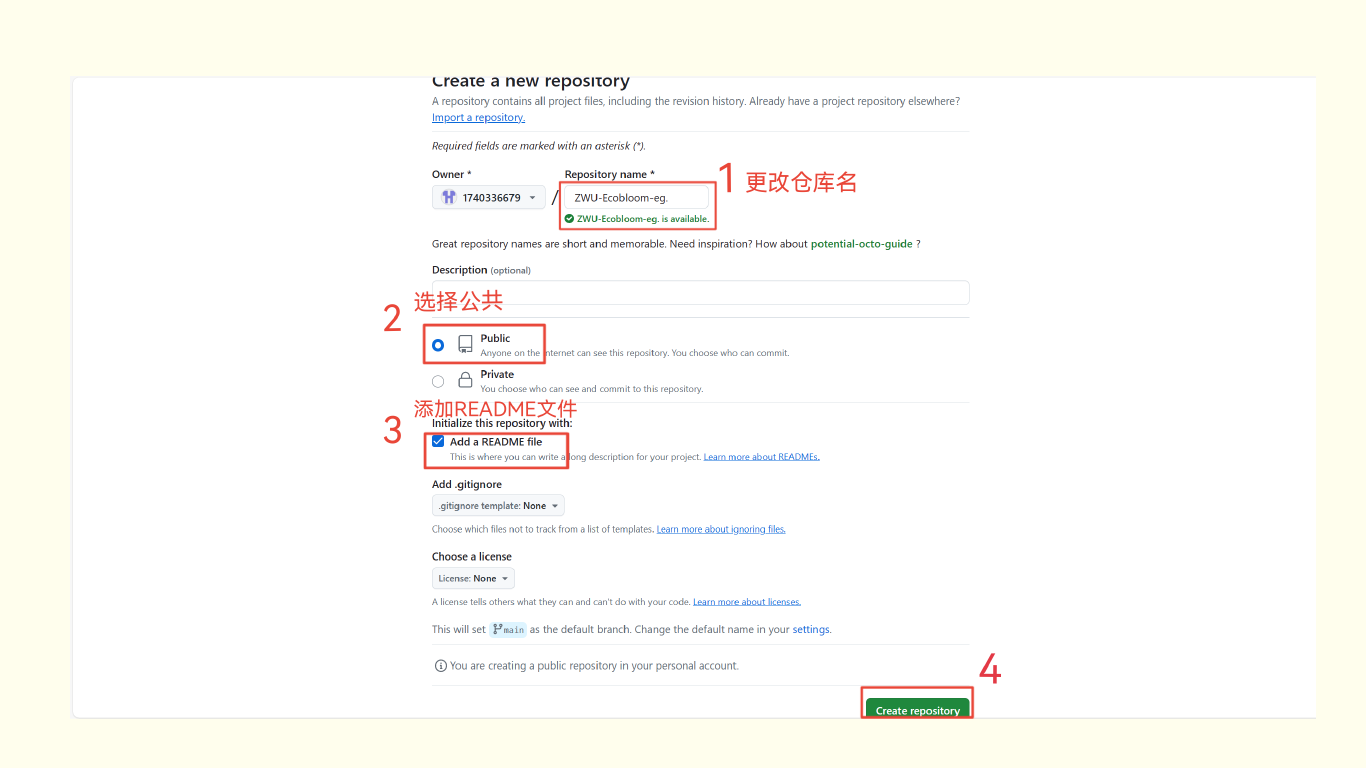 Create a new repository
A repository contains all project files, including the revision history. Already have a project repository elsewhere?
Import a repository.
Required fields are marked with an asterisk (*).
Owner *
Repository name *
1 更改仓库名
1740336679 / ZWU-Ecobloom-eg.
ZWU-Ecobloom-eg. is available.
Great repository names are short and memorable. Need inspiration? How about potential-octo-guide ?
Description (optional)
2 选择公共
Public
Anyone on the internet can see this repository. You choose who can commit.
Private
You choose who can see and commit to this repository.
3 添加README文件
Initialize this repository with:
Add a README file
This is where you can write a long description for your project. Learn more about READMEs.
Add .gitignore
.gitignore template: None
Choose which files not to track from a list of templates. Learn more about ignoring files.
Choose a license
License: None
A license tells others what they can and can't do with your code. Learn more about licenses.
This will set main as the default branch. Change the default name in your settings.
You are creating a public repository in your personal account.
4
Create repository